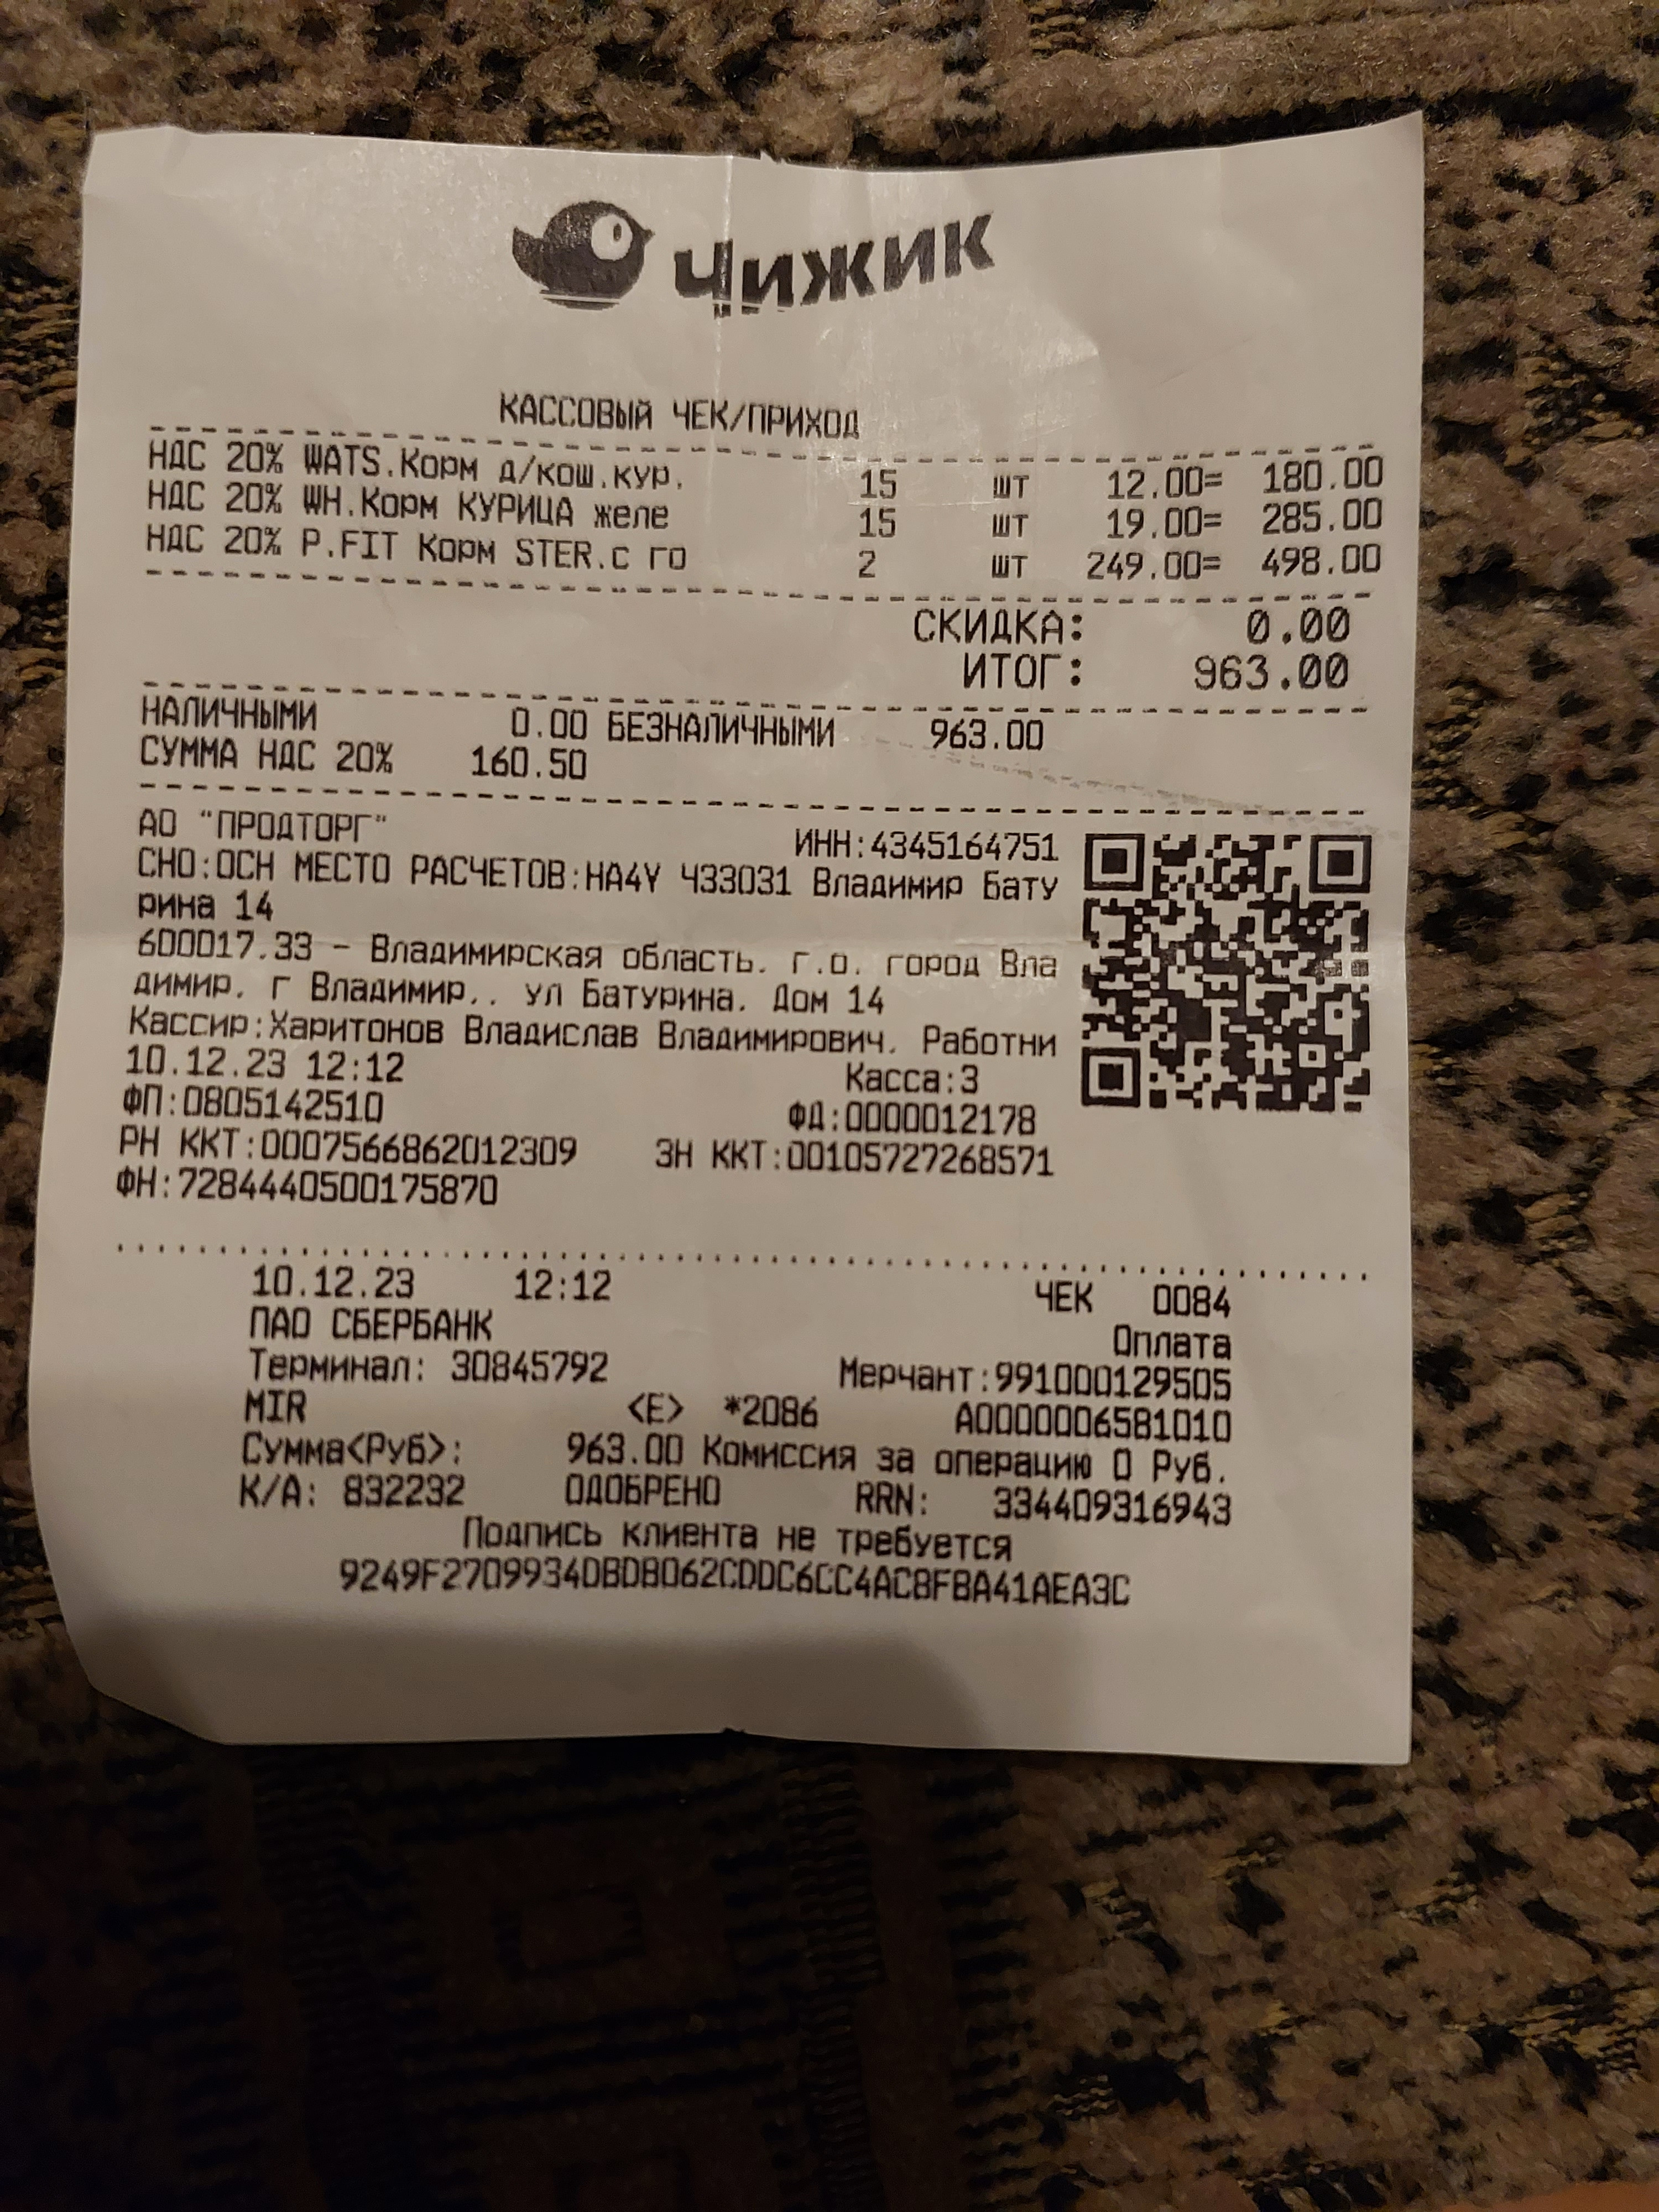 чижик
КАССОВЫЙ ЧЕК/ПРИХОД
НДС 20% WATS.Корм д/кош.кур. 15 шт 12.00= 180.00
НДС 20% WH.Корм КУРИЦА желе 15 шт 19.00= 285.00
НДС 20% P.FIT Корм STER.с го 2 шт 249.00= 498.00
СКИДКА: 0.00
ИТОГ: 963.00
НАЛИЧНЫМИ 0.00 БЕЗНАЛИЧНЫМИ 963.00
СУММА НДС 20% 160.50
АО "ПРОДТОРГ" ИНН:4345164751
СНО:ОСН МЕСТО РАСЧЕТОВ:HA4Y Ч33031 Владимир Бату
рина 14
600017.33 - Владимирская область. г.о. город Вла
димир. г Владимир.. ул Батурина. Дом 14
Кассир:Харитонов Владислав Владимирович. Работни
10.12.23 12:12 Касса:3
ФП:0805142510 ФД:0000012178
РН ККТ:0007566862012309 ЗН ККТ:00105727268571
ФН:7284440500175870
10.12.23 12:12 ЧЕК 0084
ПАО СБЕРБАНК Оплата
Терминал: 30845792 Мерчант:991000129505
MIR <E> *2086 A0000006581010
Сумма<Руб>: 963.00 Комиссия за операцию 0 Руб.
К/А: 832232 ОДОБРЕНО RRN: 334409316943
Подпись клиента не требуется
9249F2709934DBDB062CDDC6CC4AC8F8A41AEA3C